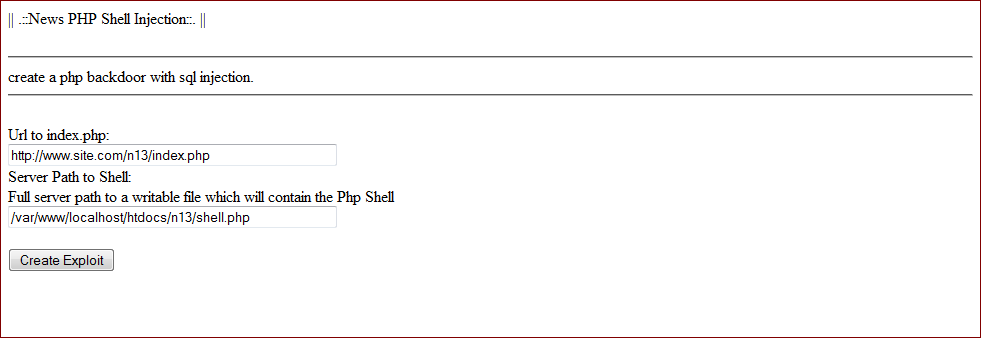 || .::News PHP Shell Injection::. ||
create a php backdoor with sql injection.
Url to index.php:
http://www.site.com/n13/index.php
Server Path to Shell:
Full server path to a writable file which will contain the Php Shell
/var/www/localhost/htdocs/n13/shell.php
Create Exploit